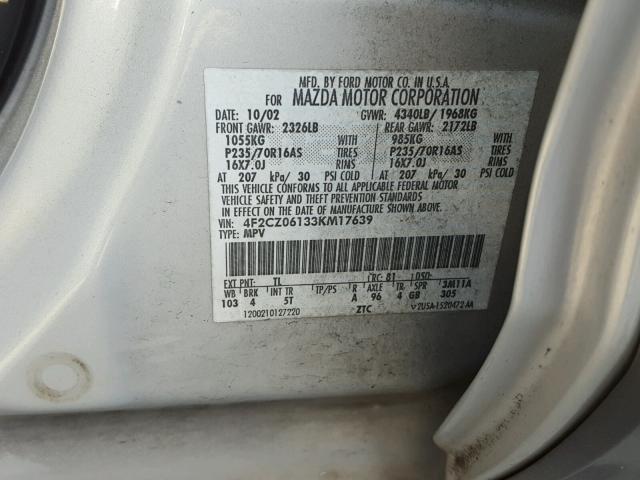 MFD. BY FORD MOTOR CO. IN U.S.A.
FOR MAZDA MOTOR CORPORATION
DATE: 10/02 GVWR: 4340LB/ 1968KG
FRONT GAWR: 2326LB REAR GAWR: 2172LB
1055KG WITH 985KG WITH
P235/70R16AS TIRES P235/70R16AS TIRES
16X7.0J RIMS 16X7.0J RIMS
AT 207 kPa/ 30 PSI COLD AT 207 kPa/ 30 PSI COLD
THIS VEHICLE CONFORMS TO ALL APPLICABLE FEDERAL MOTOR
VEHICLE SAFETY AND THEFT PREVENTION STANDARDS
IN EFFECT ON THE DATE OF MANUFACTURE SHOWN ABOVE.
VIN: 4F2CZ06133KM17639
TYPE: MPV
EXT PNT: TL RC: 81 DSO:
WB BRK INT TR TP/PS R AXLE TR SPR 3M11A
103 4 5T A 96 4 GB 305
1200210127220 ZTC